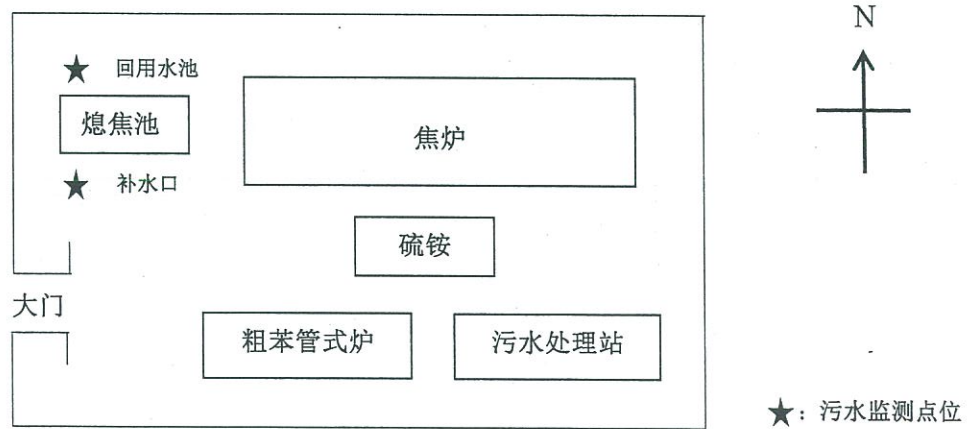 N
★ 回用水池
熄焦池
焦炉
★ 补水口
硫铵
大门
粗苯管式炉
污水处理站
★：污水监测点位